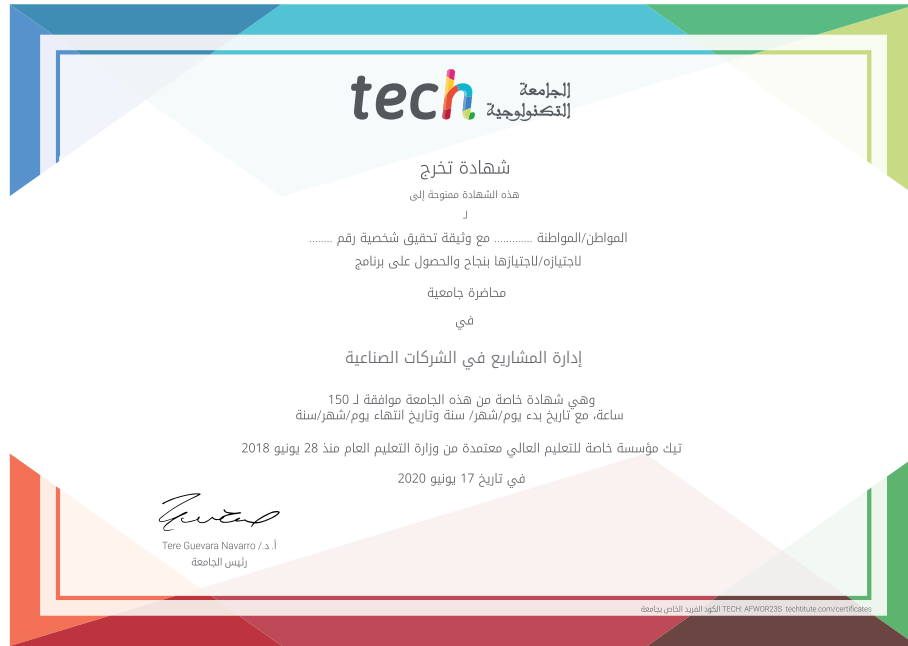 tech
الجامعة
التكنولوجية
شهادة تخرج
هذه الشهادة ممنوحة إلى
لـ
المواطن/المواطنة ............ مع وثيقة تحقيق شخصية رقم ........
لاجتيازه/لاجتيازها بنجاح والحصول على برنامج
محاضرة جامعية
في
إدارة المشاريع في الشركات الصناعية
وهي شهادة خاصة من هذه الجامعة موافقة لـ 150
ساعة، مع تاريخ بدء يوم/شهر/ سنة وتاريخ انتهاء يوم/شهر/سنة
تيك مؤسسة خاصة للتعليم العالي معتمدة من وزارة التعليم العام منذ 28 يونيو 2018
في تاريخ 17 يونيو 2020
أ. د./ Tere Guevara Navarro
رئيس الجامعة
الكود الفريد الخاص بجامعة TECH: AFWOR23S techtitute.com/certificates